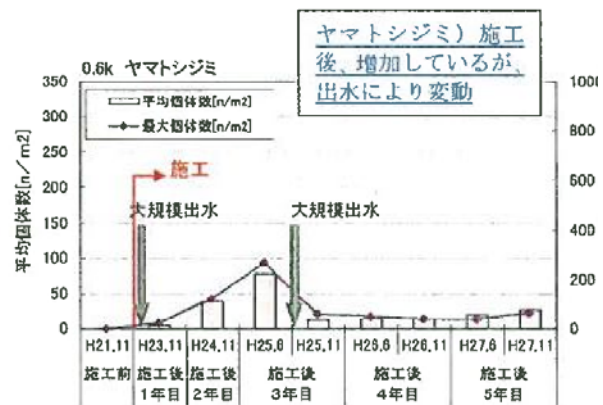 ヤマトシジミ）施工
後、増加しているが、
出水により変動
0.6k ヤマトシジミ
平均個体数[n/m2]
最大個体数[n/m2]
施工
大規模出水 大規模出水
平均個体数[n/m2]
350
300
250
200
150
100
50
0
1000
800
600
400
200
0
H21.11 H23.11 H24.11 H25.6 H25.11 H26.6 H26.11 H27.6 H27.11
施工前 施工後 施工後 施工後 施工後 施工後
1年目 2年目 3年目 4年目 5年目